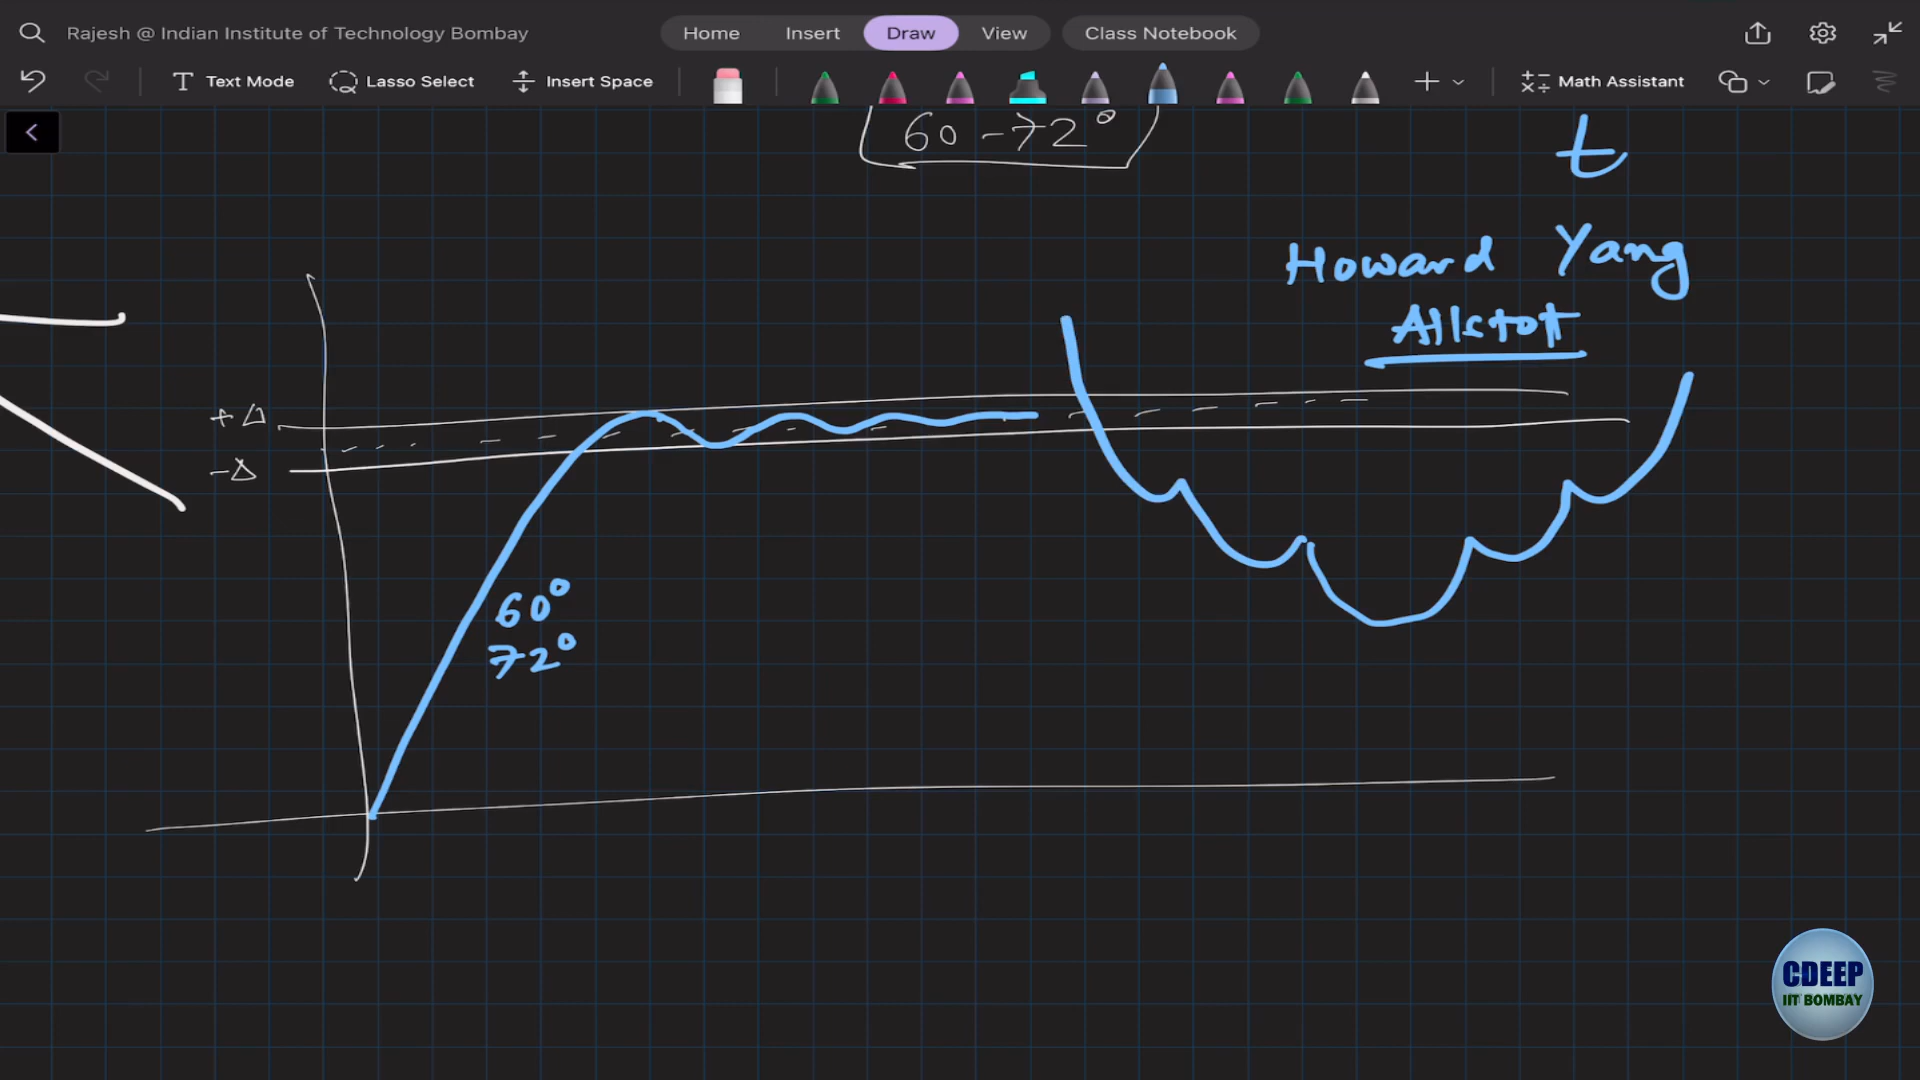 Rajesh @ Indian Institute of Technology Bombay
Home Insert Draw View Class Notebook
Text Mode Lasso Select Insert Space Math Assistant
60 - 72°
t
Howard Yang
Allstot
+Δ
-Δ
60°
72°
CDEEP
IIT BOMBAY